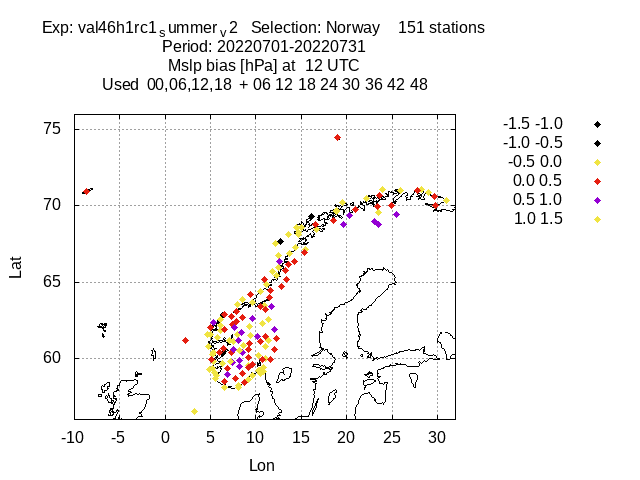 Exp: val46h1rc1summerv2 Selection: Norway 151 stations
Period: 20220701-20220731
Mslp bias [hPa] at 12 UTC
Used 00,06,12,18 + 06 12 18 24 30 36 42 48
75
70
65
60
Lat
-10 -5 0 5 10 15 20 25 30
Lon
-1.5 -1.0
-1.0 -0.5
-0.5 0.0
0.0 0.5
0.5 1.0
1.0 1.5